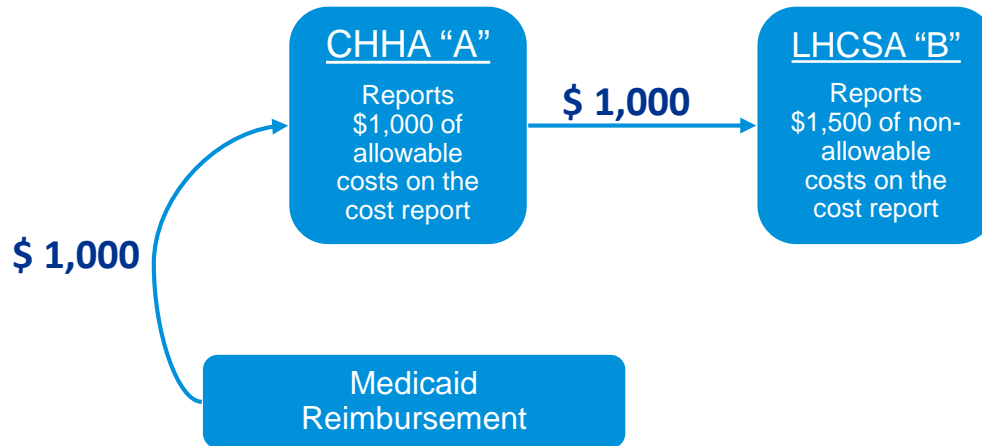 CHHA “A”
Reports
$1,000 of
allowable
costs on the
cost report
$ 1,000
LHCSA “B”
Reports
$1,500 of non-
allowable
costs on the
cost report
$ 1,000
Medicaid
Reimbursement